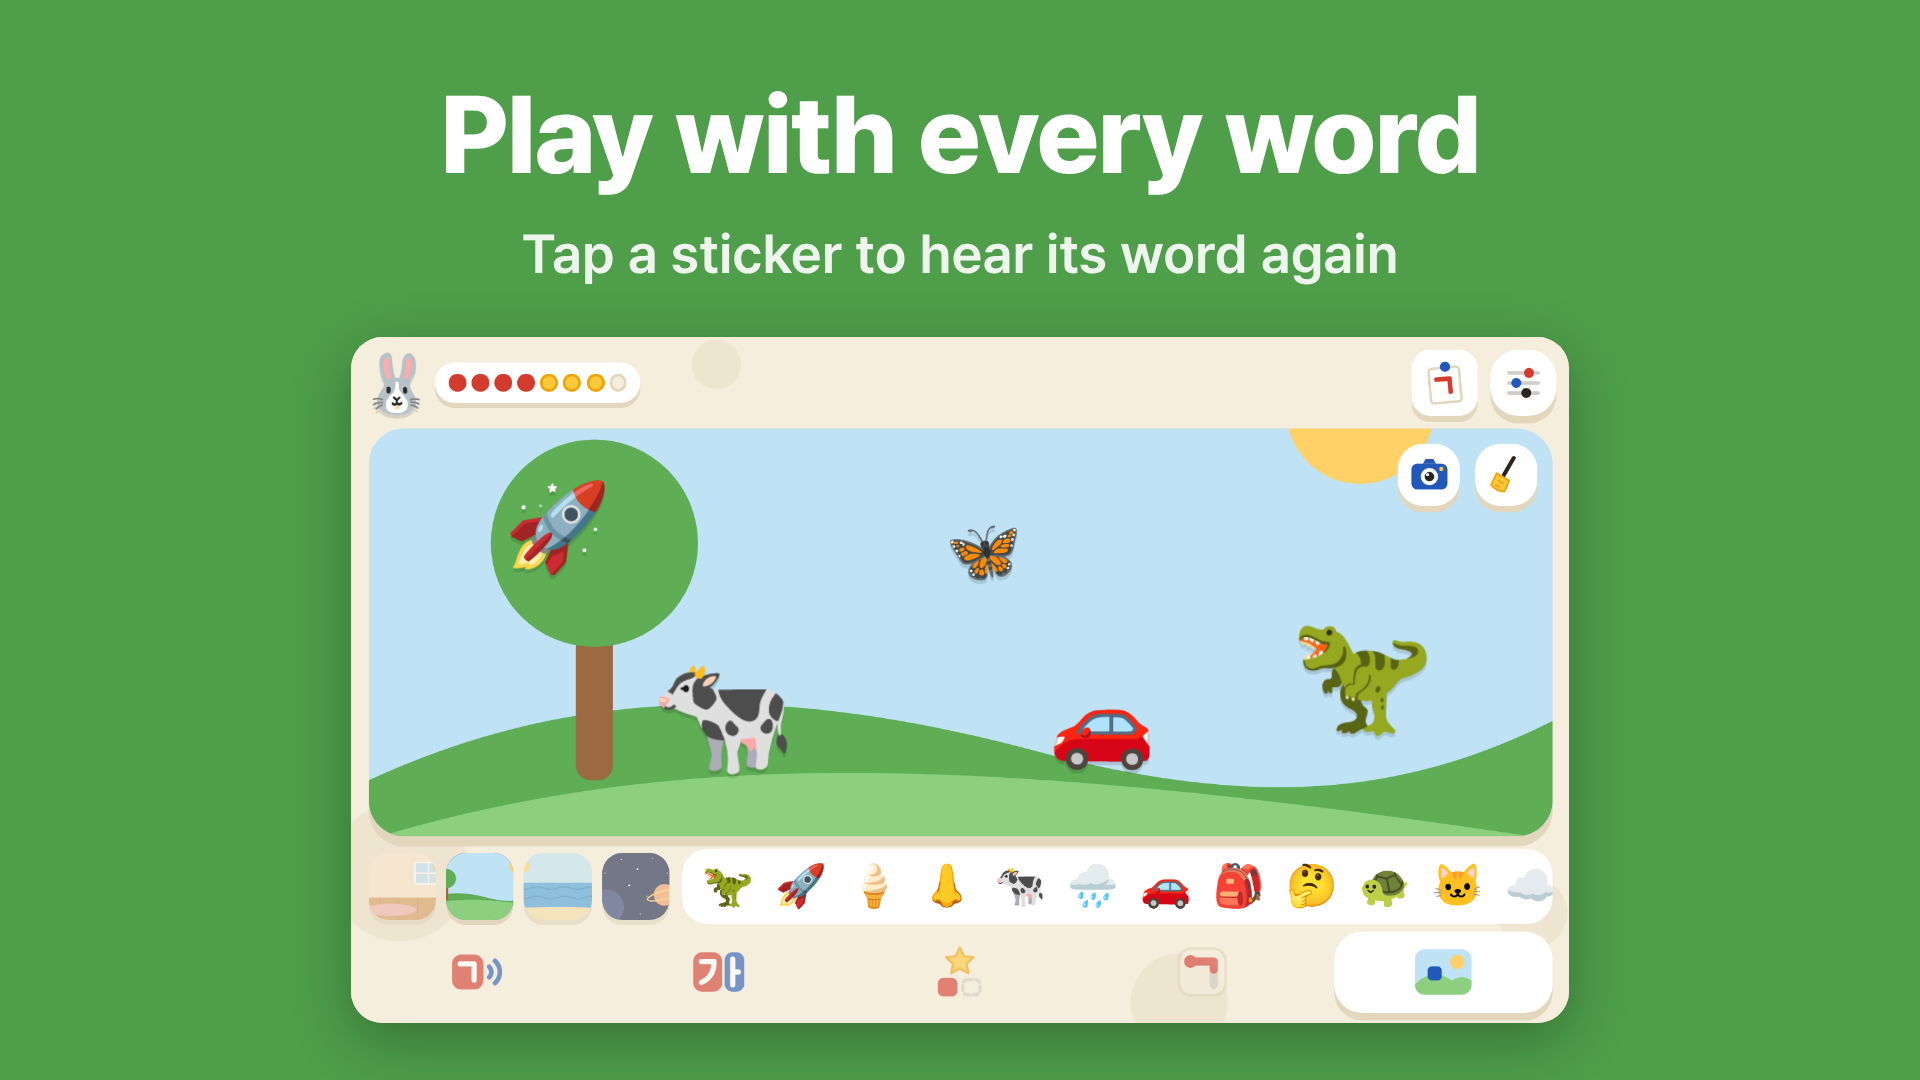 Play with every word
Tap a sticker to hear its word again
ㄱ
ㄱ
가
ㄱ